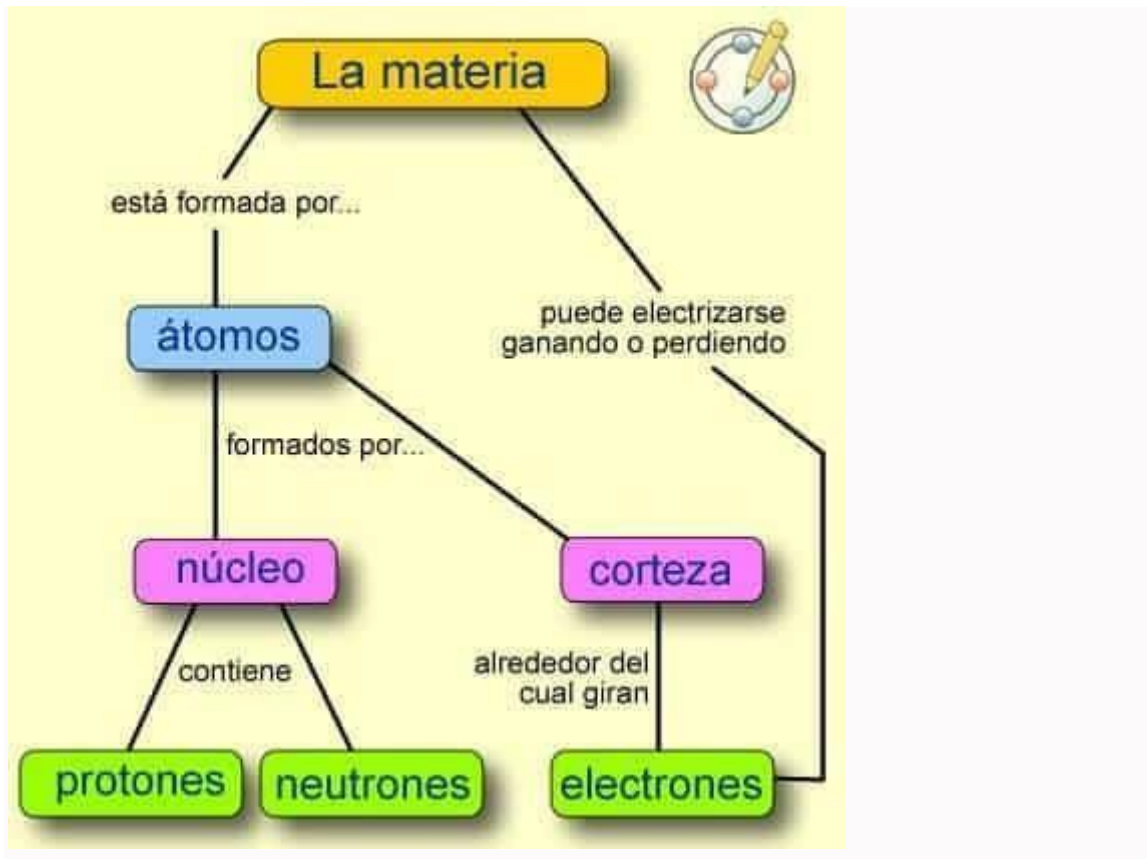 La materia
está formada por...
puede electrizarse
ganando o perdiendo
átomos
formados por...
núcleo
corteza
contiene
alrededor del
cual giran
protones
neutrones
electrones